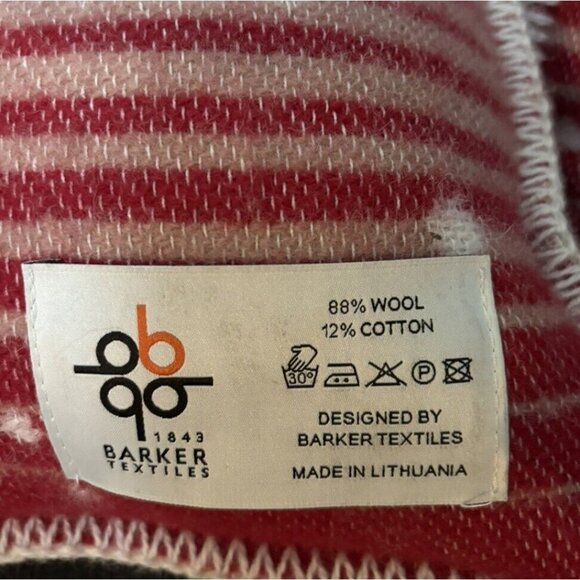 88% WOOL
12% COTTON
30°
P
DESIGNED BY
BARKER TEXTILES
MADE IN LITHUANIA
1843
BARKER
TEXTILES